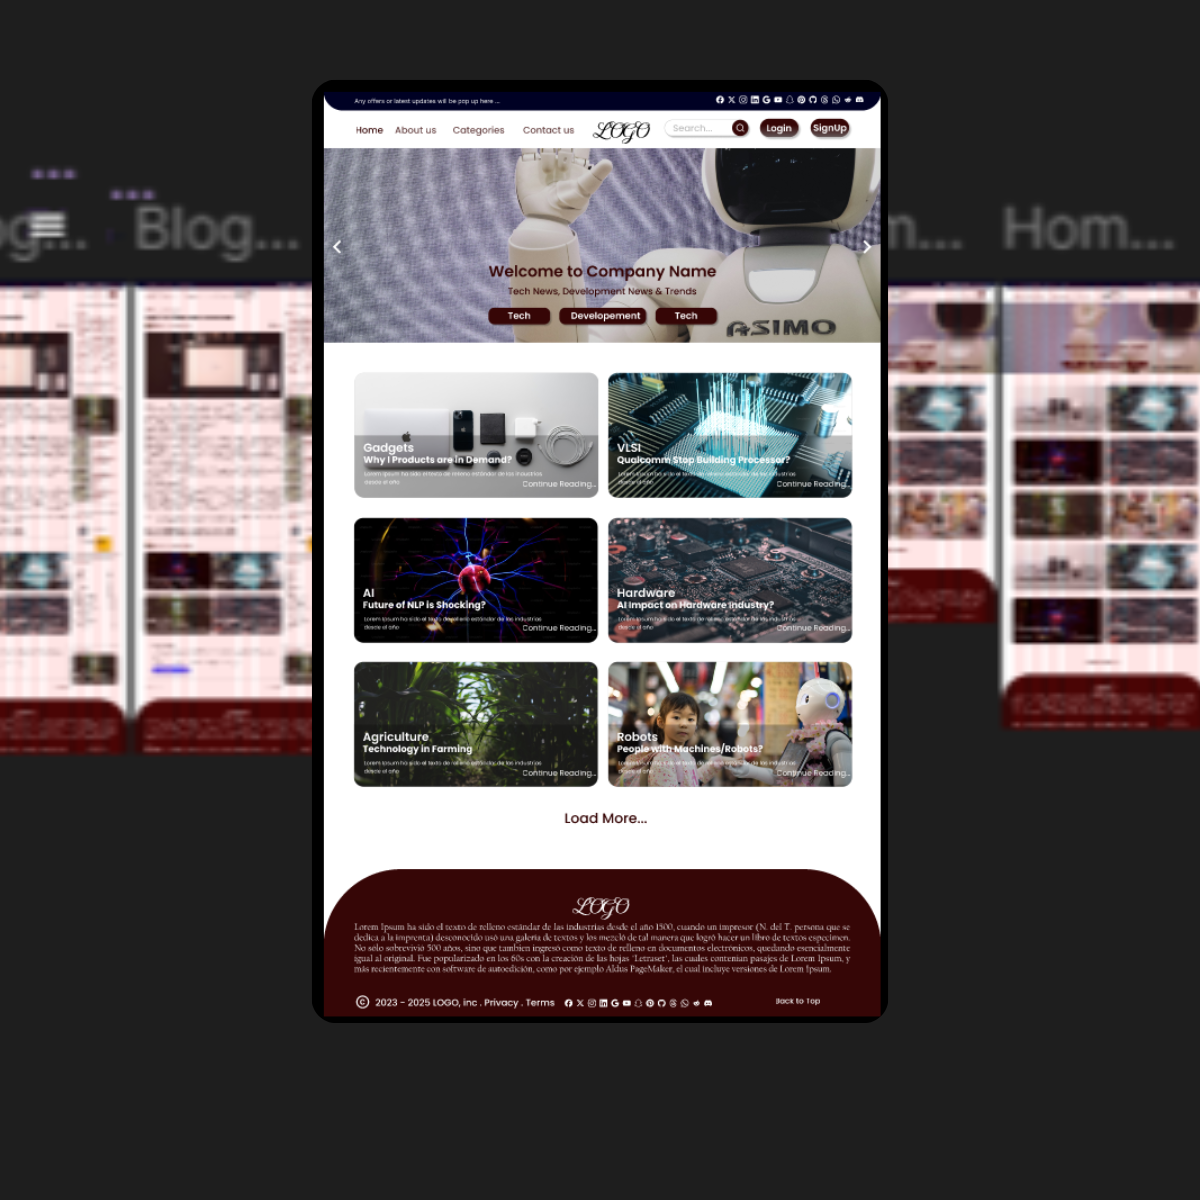 Any offers or latest updates will be pop up here ...
Home About us Categories Contact us LOGO Search... Login SignUp
Blog... Hom...
Welcome to Company Name
Tech News, Development News & Trends
Tech Developement Tech
ASIMO
Gadgets
Why I Products are in Demand?
Lorem Ipsum ha sido el texto de relleno estándar de las industrias
desde el año
Continue Reading...
VLSI
Qualcomm Stop Building Processor?
Lorem Ipsum ha sido el texto de relleno estándar de las industrias
desde el año
Continue Reading...
AI
Future of NLP is Shocking?
Lorem Ipsum ha sido el texto de relleno estándar de las industrias
desde el año
Continue Reading...
Hardware
AI Impact on Hardware Industry?
Lorem Ipsum ha sido el texto de relleno estándar de las industrias
desde el año
Continue Reading...
Agriculture
Technology in Farming
Lorem Ipsum ha sido el texto de relleno estándar de las industrias
desde el año
Continue Reading...
Robots
People with Machines/Robots?
Lorem Ipsum ha sido el texto de relleno estándar de las industrias
desde el año
Continue Reading...
Load More...
LOGO
Lorem Ipsum ha sido el texto de relleno estándar de las industrias desde el año 1500, cuando un impresor (N. del T. persona que se
dedica a la imprenta) desconocido usó una galería de textos y los mezcló de tal manera que logró hacer un libro de textos especimen.
No sólo sobrevivió 500 años, sino que tambien ingresó como texto de relleno en documentos electrónicos, quedando esencialmente
igual al original. Fue popularizado en los 60s con la creación de las hojas "Letraset", las cuales contenian pasajes de Lorem Ipsum, y
más recientemente con software de autoedición, como por ejemplo Aldus PageMaker, el cual incluye versiones de Lorem Ipsum.
© 2023 - 2025 LOGO, inc . Privacy . Terms
Back to Top